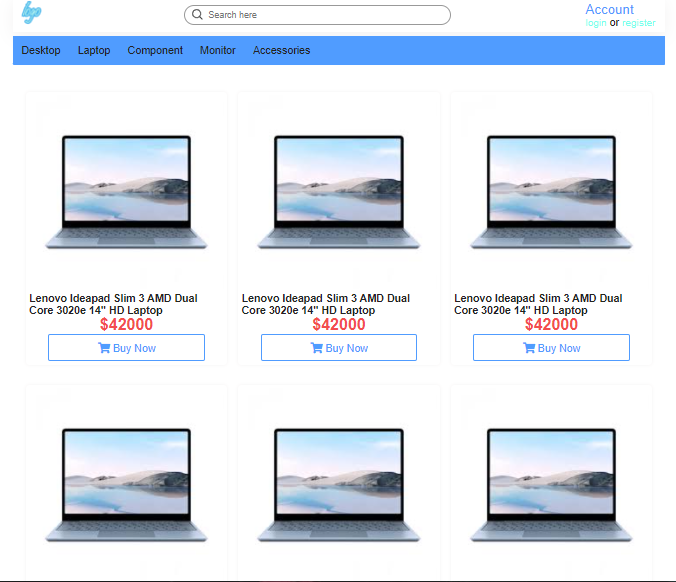 bp
Search here
Account
login or register
Desktop Laptop Component Monitor Accessories
Lenovo Ideapad Slim 3 AMD Dual
Core 3020e 14" HD Laptop
$42000
Buy Now
Lenovo Ideapad Slim 3 AMD Dual
Core 3020e 14" HD Laptop
$42000
Buy Now
Lenovo Ideapad Slim 3 AMD Dual
Core 3020e 14" HD Laptop
$42000
Buy Now